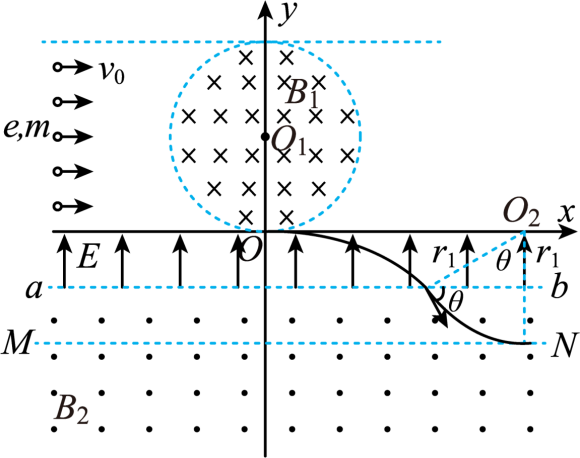 y
v₀
B₁
e,m
O₁
x
O₂
O
E
r₁
θ
r₁
a
θ
b
M
N
B₂